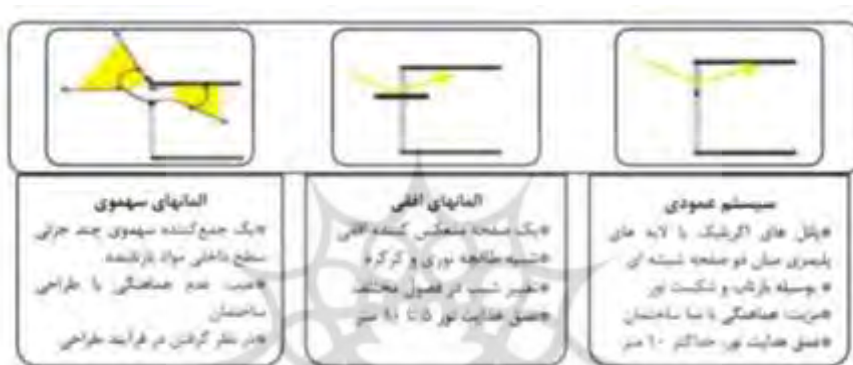 سیستم عمودی
*پانل های اکریلیک با لایه های
پلیمری میان دو صفحه شیشه ای
* بوسیله بازتاب و شکست نور
*مزیت: هماهنگی با نما ساختمان
*عمق هدایت نور: حداکثر ۱۰ متر
المانهای افقی
*یک صفحه منعکس کننده افقی
*شبیه طاقچه نوری و کرکره
*تغییر شیب در فصول مختلف
*عمق هدایت نور ۵ تا ۱۰ متر
المانهای سهموی
*یک جمع‌کننده سهموی چند جزئی
سطح داخلی مواد بازتابنده
*عیب: عدم هماهنگی با طراحی
ساختمان
*در نظر گرفتن در فرآیند طراحی